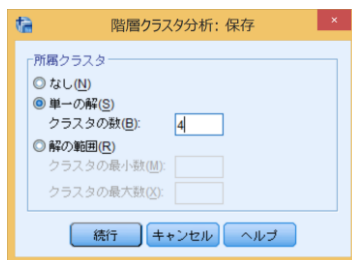 階層クラスタ分析: 保存
所属クラスタ
なし(N)
単一の解(S)
クラスタの数(B): 4
解の範囲(R)
クラスタの最小数(M):
クラスタの最大数(X):
続行 キャンセル ヘルプ